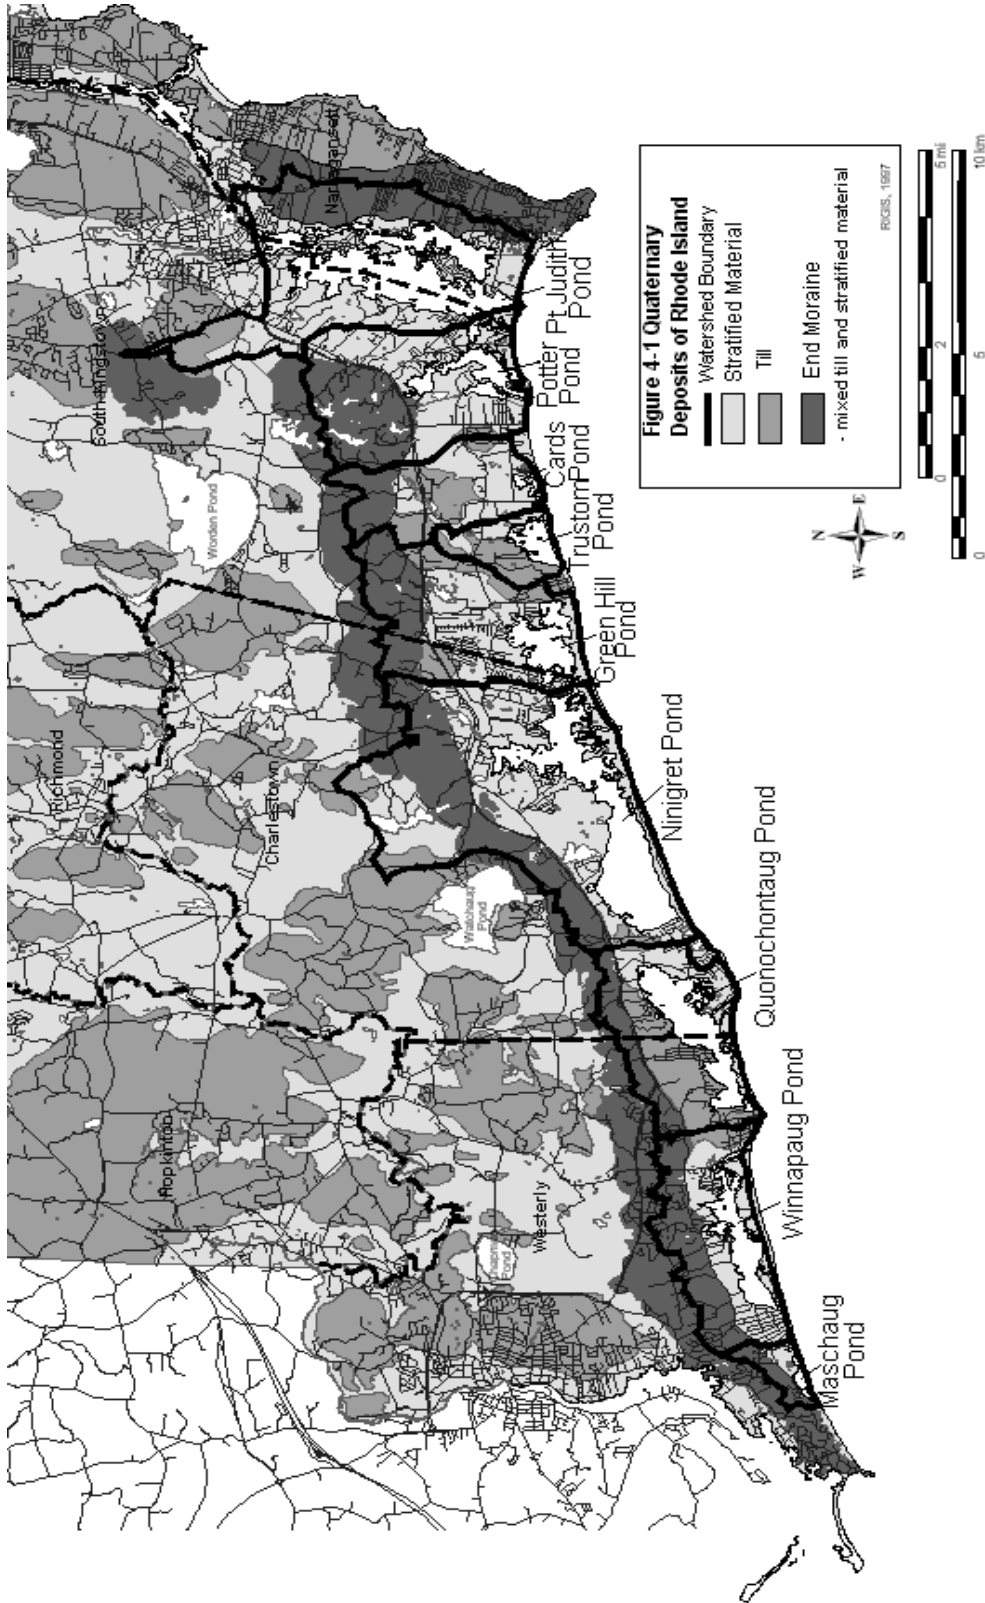 South Kingstown
Narragansett
Richmond
Worden Pond
Charlestown
Hopkinton
Watchaug
Pond
Westerly
Pond
Pt Judith
Pond
Potter
Pond
Cards
Pond
Trustom
Pond
Green Hill
Pond
Ninigret Pond
Quonochontaug Pond
Winnapaug Pond
Maschaug
Pond
Figure 4-1 Quaternary
Deposits of Rhode Island
Watershed Boundary
Stratified Material
Till
End Moraine
- mixed till and stratified material
RIGIS, 1997
N
W E
S
0 2 5 mi
0 5 10 km